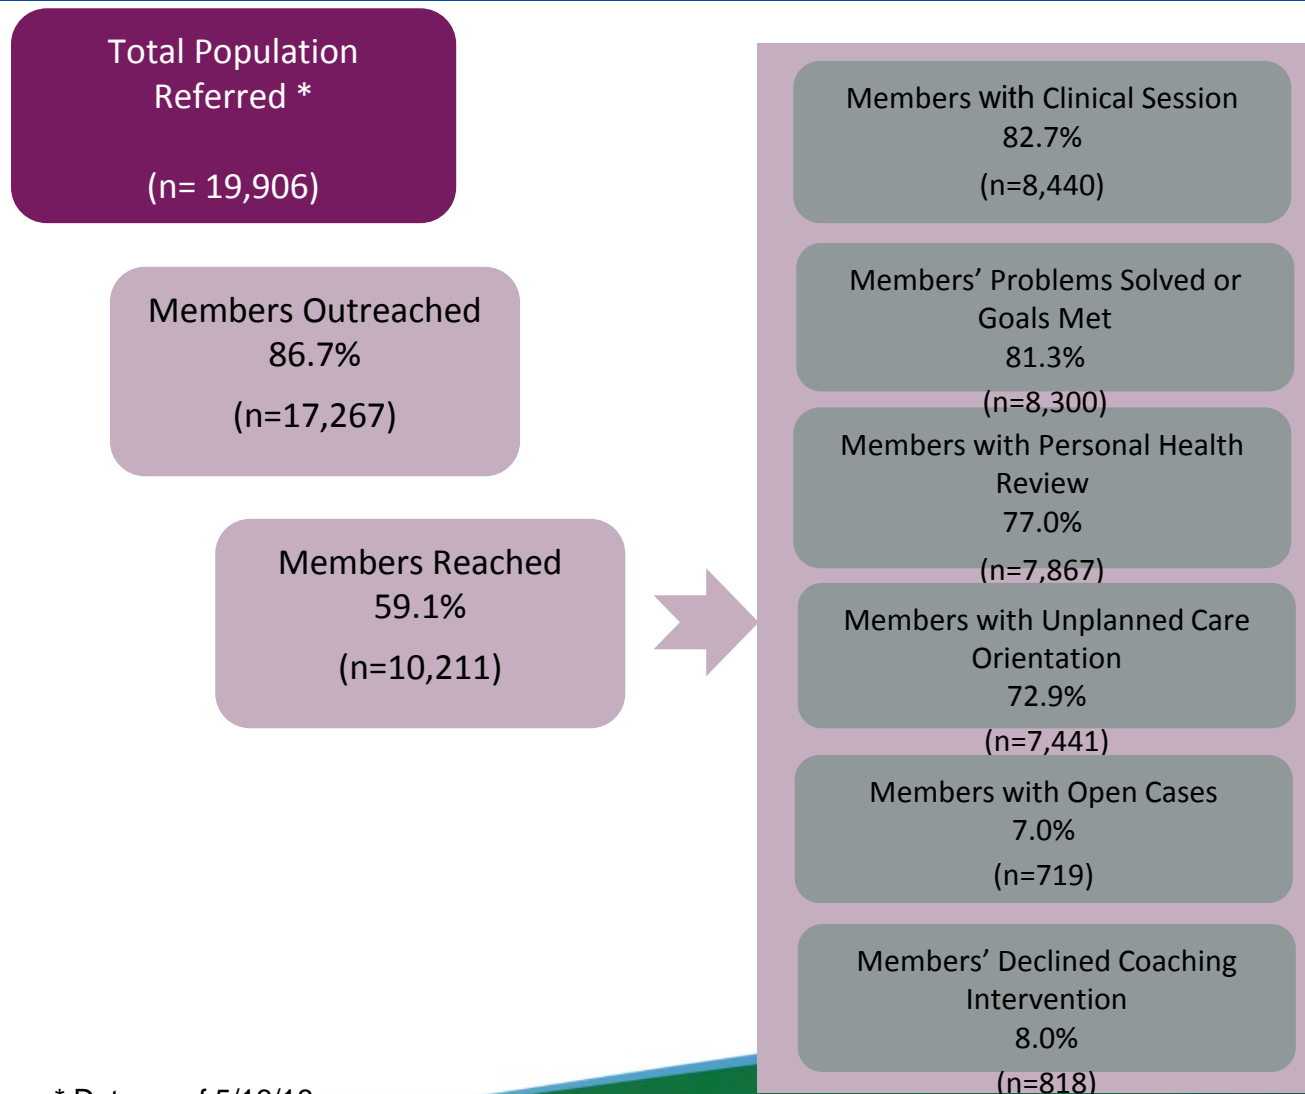 Total Population
Referred *
(n= 19,906)
Members Outreached
86.7%
(n=17,267)
Members Reached
59.1%
(n=10,211)
Members with Clinical Session
82.7%
(n=8,440)
Members’ Problems Solved or
Goals Met
81.3%
(n=8,300)
Members with Personal Health
Review
77.0%
(n=7,867)
Members with Unplanned Care
Orientation
72.9%
(n=7,441)
Members with Open Cases
7.0%
(n=719)
Members’ Declined Coaching
Intervention
8.0%
(n=818)
*